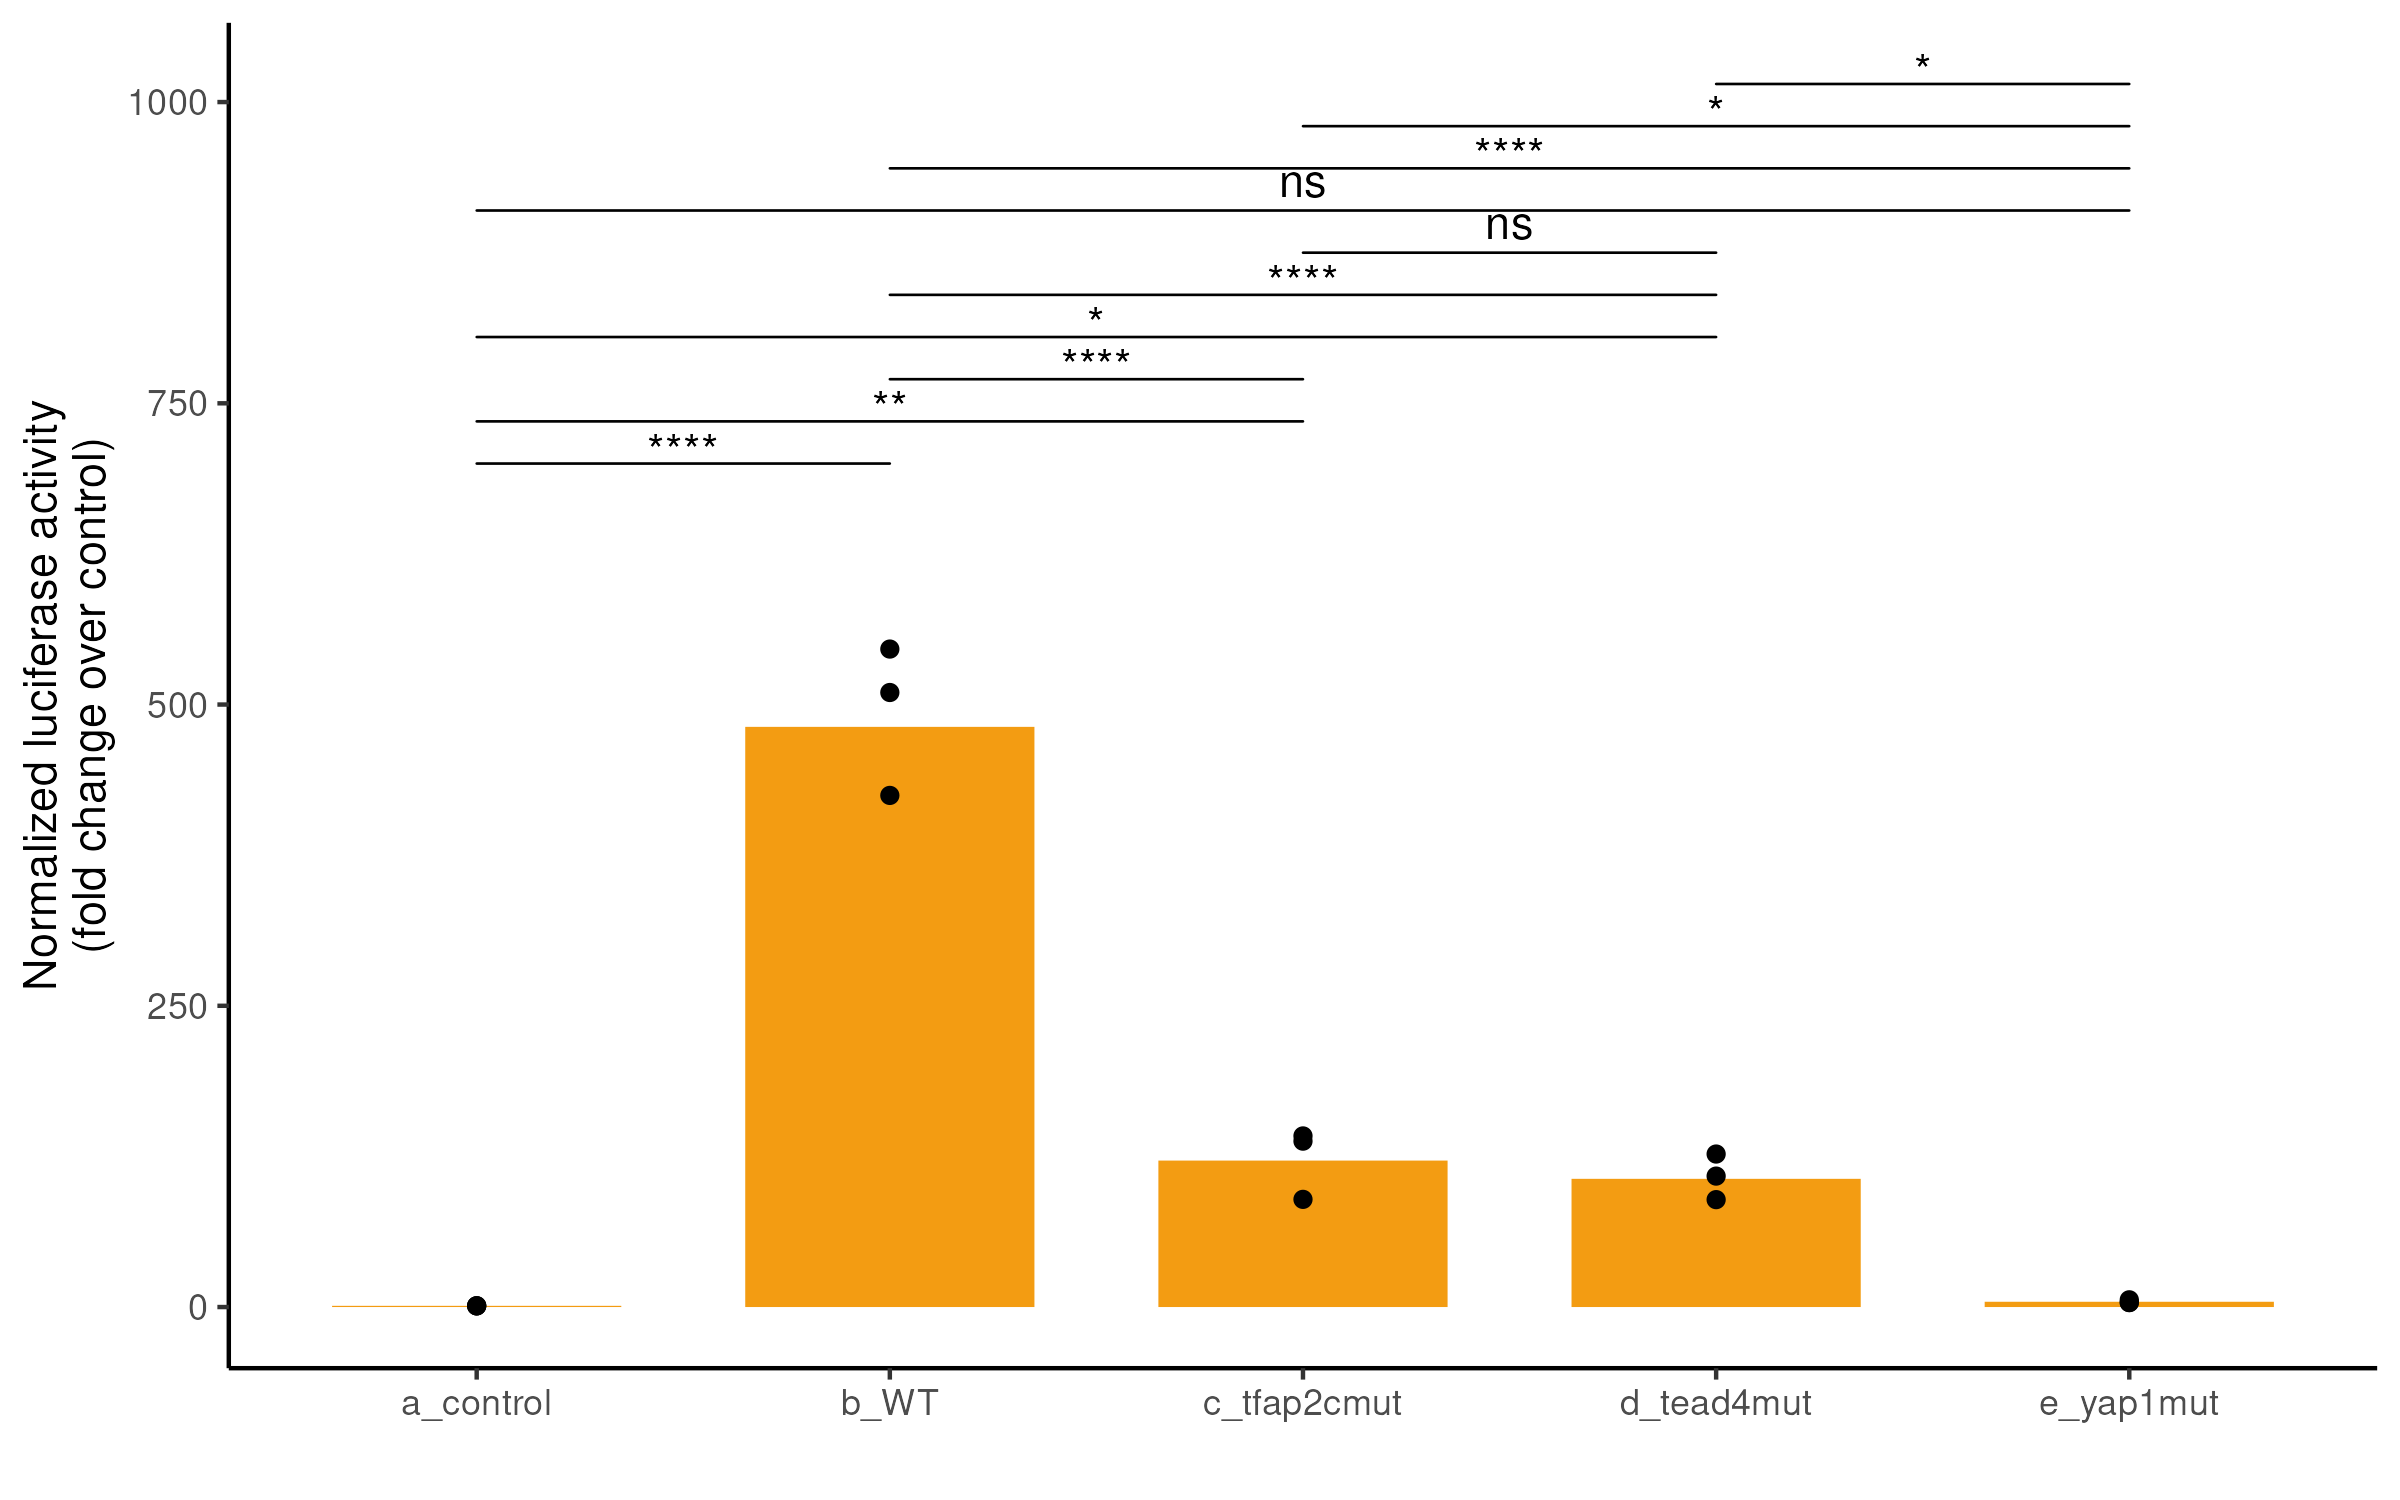 *
*
****
ns
ns
****
*
****
**
****
1000
750
500
250
0
Normalized luciferase activity
(fold change over control)
a_control
b_WT
c_tfap2cmut
d_tead4mut
e_yap1mut